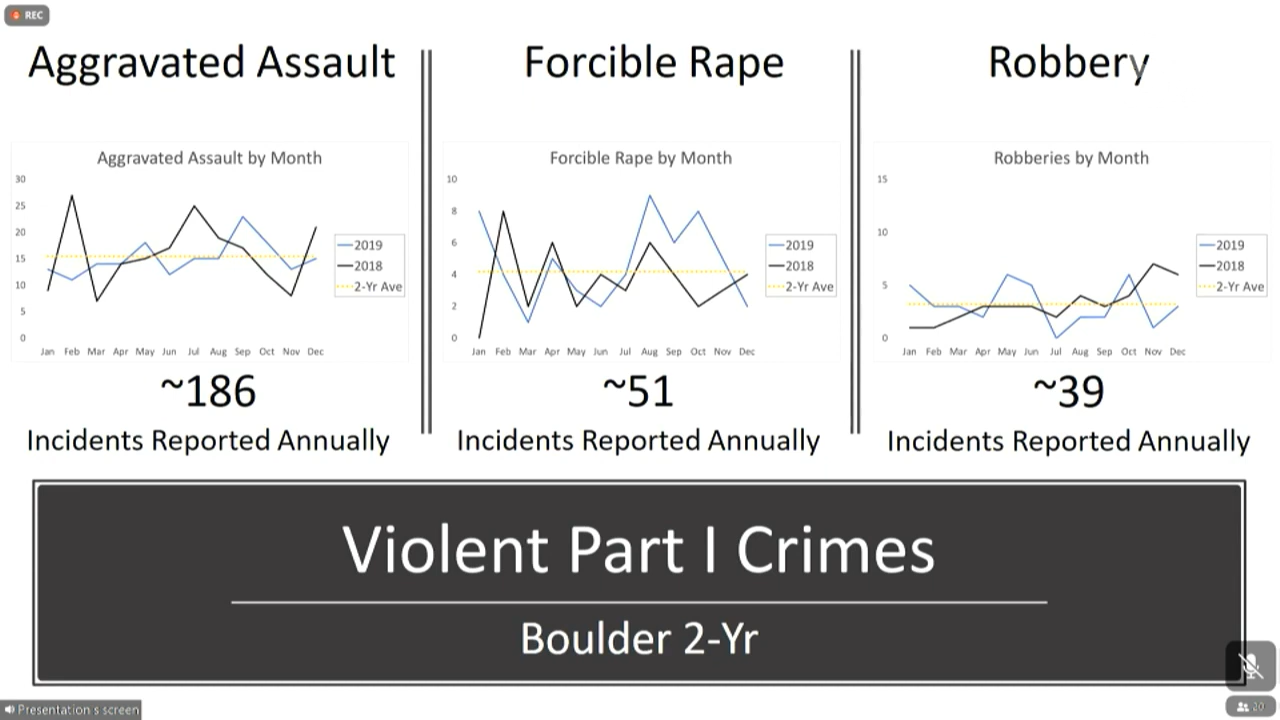 REC
Aggravated Assault
Forcible Rape
Robbery
Aggravated Assault by Month
30
25
20
15
10
5
0
Jan Feb Mar Apr May Jun Jul Aug Sep Oct Nov Dec
2019
2018
2-Yr Ave
Forcible Rape by Month
10
8
6
4
2
0
Jan Feb Mar Apr May Jun Jul Aug Sep Oct Nov Dec
2019
2018
2-Yr Ave
Robberies by Month
15
10
5
0
Jan Feb Mar Apr May Jun Jul Aug Sep Oct Nov Dec
2019
2018
2-Yr Ave
~186
Incidents Reported Annually
~51
Incidents Reported Annually
~39
Incidents Reported Annually
Violent Part I Crimes
Boulder 2-Yr
Presentation s screen
20